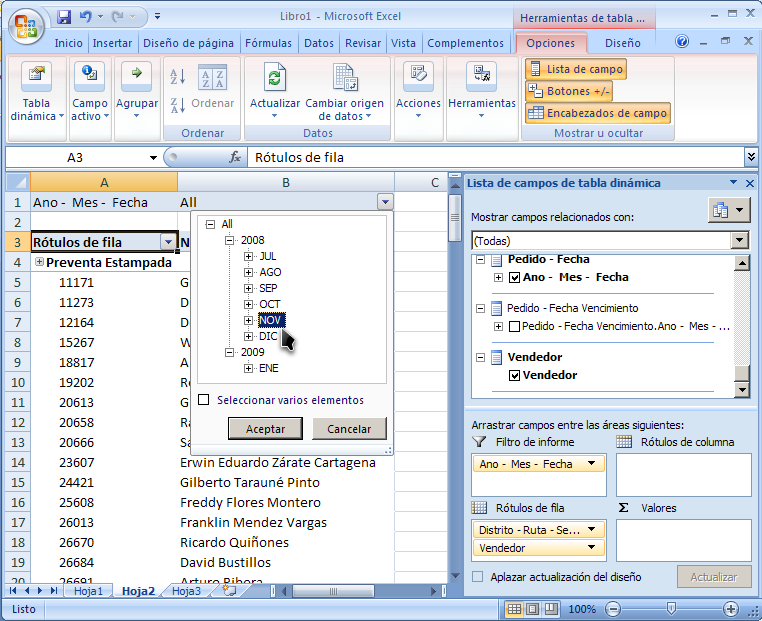 Libro1 - Microsoft Excel
Herramientas de tabla ...
Inicio Insertar Diseño de página Fórmulas Datos Revisar Vista Complementos Opciones Diseño
Tabla dinámica
Campo activo
Agrupar
Ordenar
Ordenar
Actualizar
Cambiar origen de datos
Datos
Acciones
Herramientas
Lista de campo
Botones +/-
Encabezados de campo
Mostrar u ocultar
A3
fx
Rótulos de fila
A B C
1 Ano - Mes - Fecha All
2
3 Rótulos de fila N
4 Preventa Estampada
5 11171 G
6 11273 D
7 12164 D
8 15267 W
9 18817 A
10 19202 R
11 20613 G
12 20658 Ra
13 20666 Sa
14 23607 Erwin Eduardo Zárate Cartagena
15 24421 Gilberto Tarauné Pinto
16 25608 Freddy Flores Montero
17 26013 Franklin Mendez Vargas
18 26670 Ricardo Quiñones
19 26684 David Bustillos
20 26691 Arturo Ribera
All
2008
JUL
AGO
SEP
OCT
NOV
DIC
2009
ENE
Seleccionar varios elementos
Aceptar Cancelar
Hoja1 Hoja2 Hoja3
Listo
100%
Lista de campos de tabla dinámica
Mostrar campos relacionados con:
(Todas)
Pedido - Fecha
Ano - Mes - Fecha
Pedido - Fecha Vencimiento
Pedido - Fecha Vencimiento.Ano - Mes - ...
Vendedor
Vendedor
Arrastrar campos entre las áreas siguientes:
Filtro de informe
Rótulos de columna
Ano - Mes - Fecha
Rótulos de fila
Σ Valores
Distrito - Ruta - Se...
Vendedor
Aplazar actualización del diseño
Actualizar